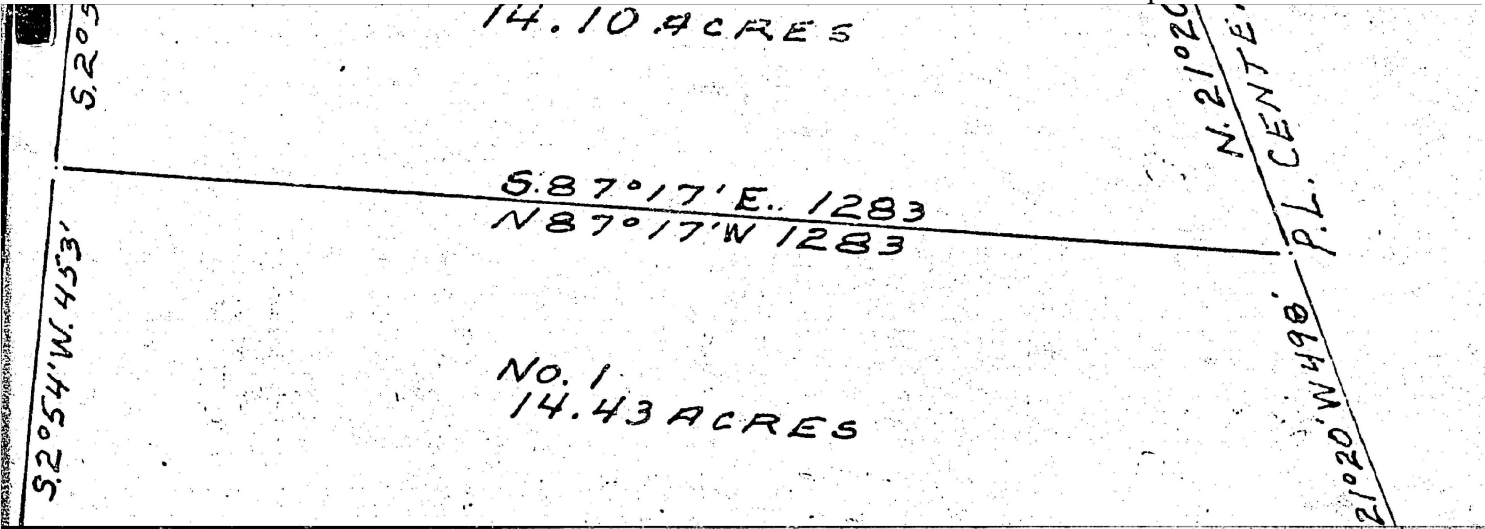 14.10 ACRES
S.2°5
N. 21°20
P.L. CENTE
S.87°17'E.. 1283
N87°17'W 1283
S.2°54'W. 453'
No. 1
14.43 ACRES
21°20'W 498'